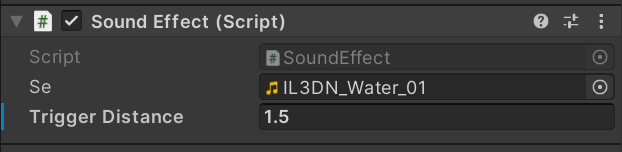 Sound Effect (Script)
Script SoundEffect
Se IL3DN_Water_01
Trigger Distance 1.5